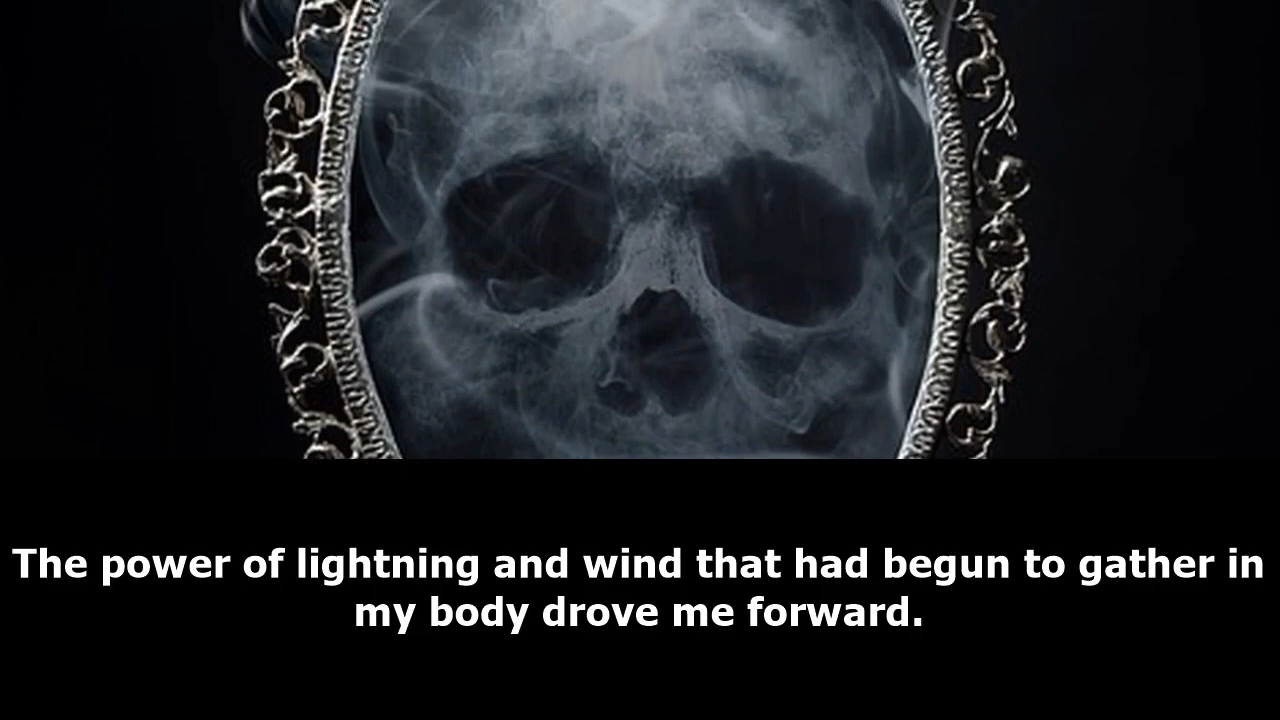 The power of lightning and wind that had begun to gather in
my body drove me forward.